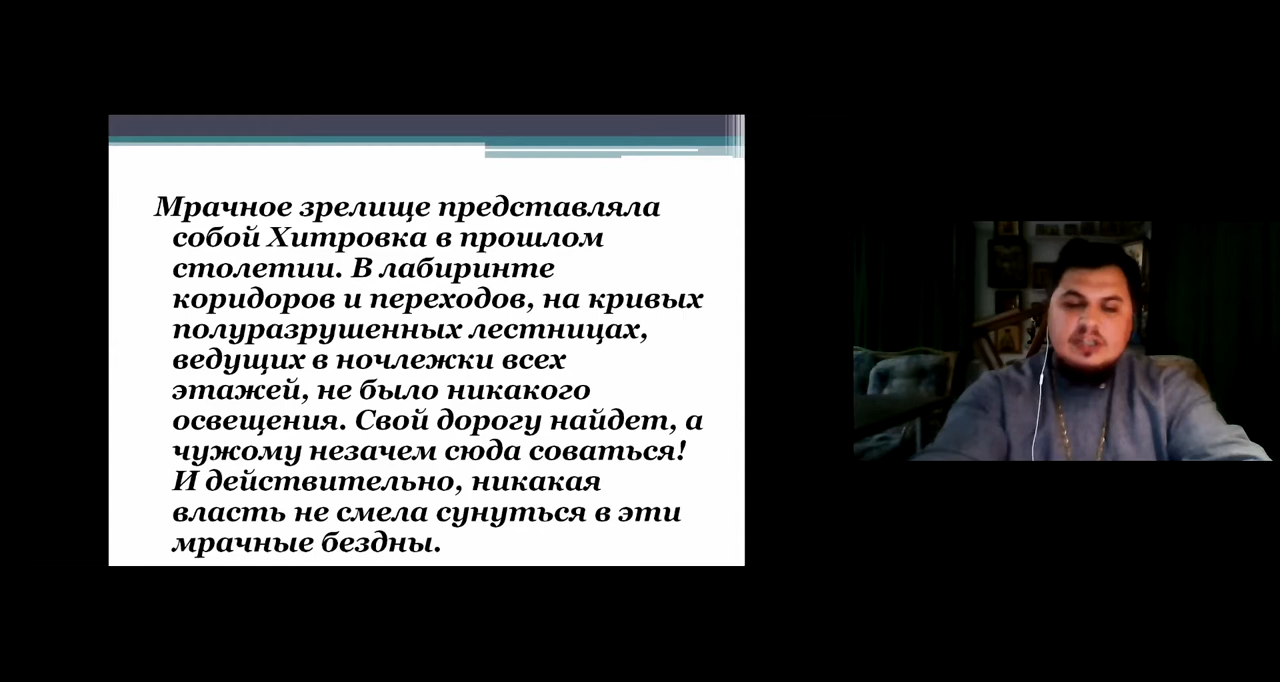 Мрачное зрелище представляла
собой Хитровка в прошлом
столетии. В лабиринте
коридоров и переходов, на кривых
полуразрушенных лестницах,
ведущих в ночлежки всех
этажей, не было никакого
освещения. Свой дорогу найдет, а
чужому незачем сюда соваться!
И действительно, никакая
власть не смела сунуться в эти
мрачные бездны.